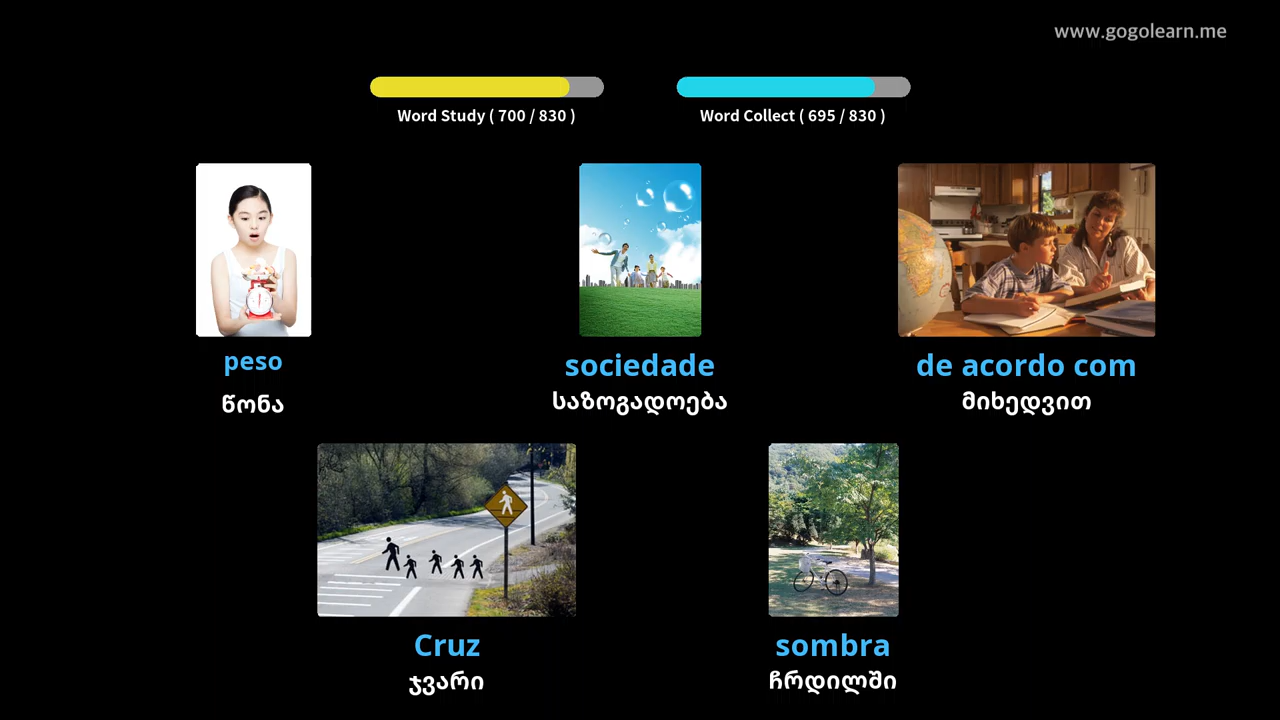 www.gogolearn.me
Word Study ( 700 / 830 )
Word Collect ( 695 / 830 )
peso
წონა
sociedade
საზოგადოება
de acordo com
მიხედვით
Cruz
ჯვარი
sombra
ჩრდილში